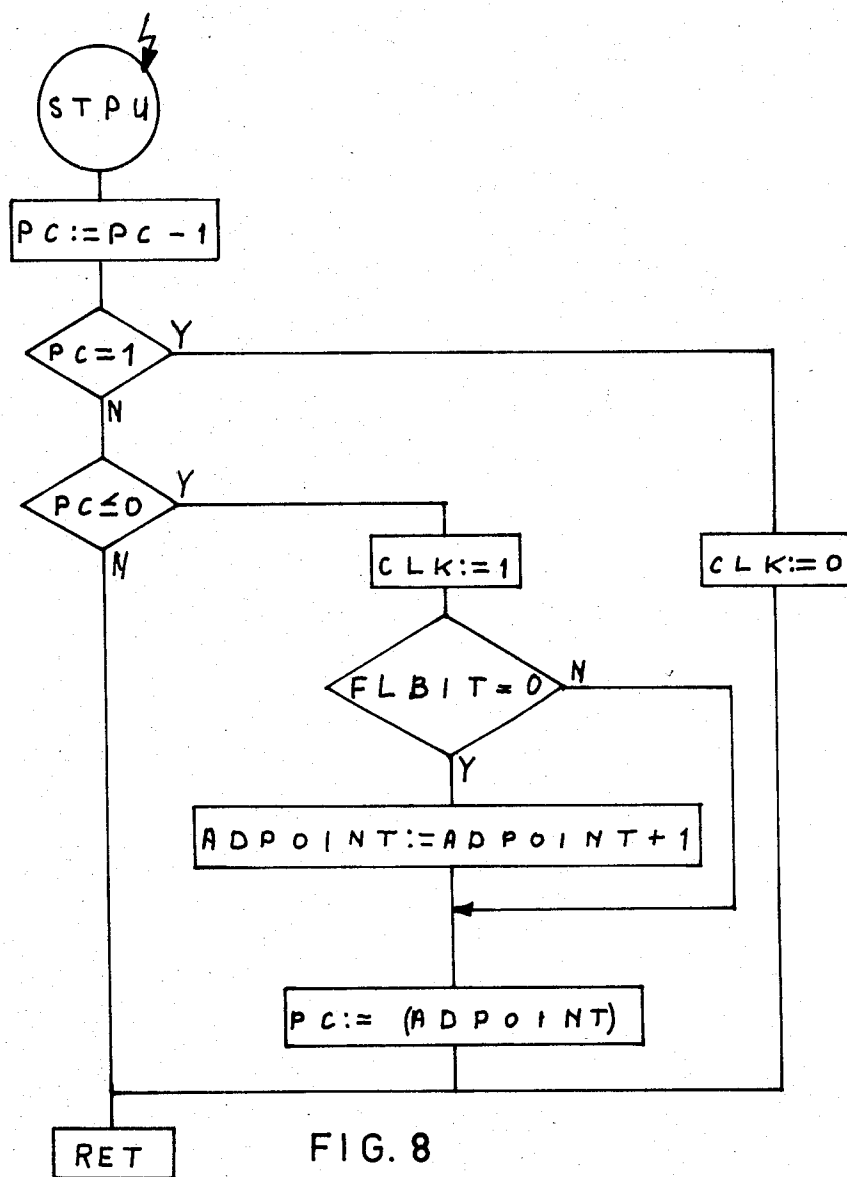 STPU
PC:=PC-1
PC=1
Y
N
PC≤0
Y
N
CLK:=1
CLK:=0
FLBIT=0
N
Y
ADPOINT:=ADPOINT+1
PC:=(ADPOINT)
RET
FIG. 8